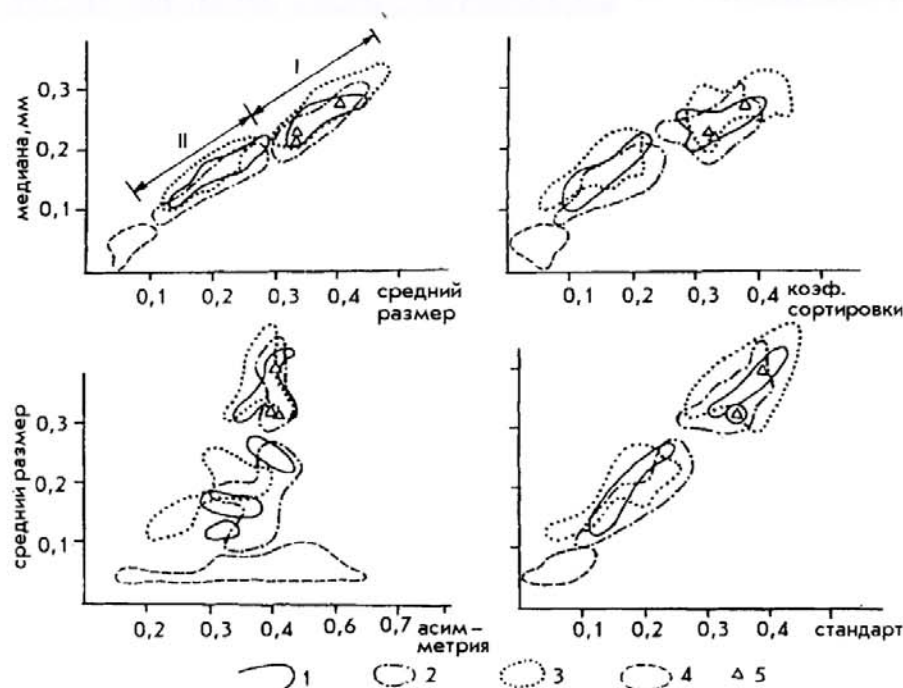 I
II
медиана, мм
0,3
0,2
0,1
0,1 0,2 0,3 0,4 средний
размер
0,1 0,2 0,3 0,4 коэф.
сортировки
средний размер
0,3
0,2
0,1
0,2 0,3 0,4 0,6 0,7 асим-
метрия
0,1 0,2 0,3 0,4 стандарт
1 2 3 4 5